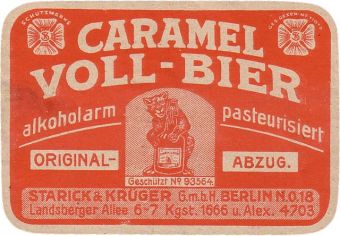 SCHUTZMARKE
CARAMEL
VOLL-BIER
alkoholarm pasteurisiert
ORIGINAL- ABZUG.
Geschützt No 93564.
STARICK & KRÜGER G.m.b.H. BERLIN N.O.18
Landsberger Allee 6-7. Kgst. 1666 u. Alex. 4703